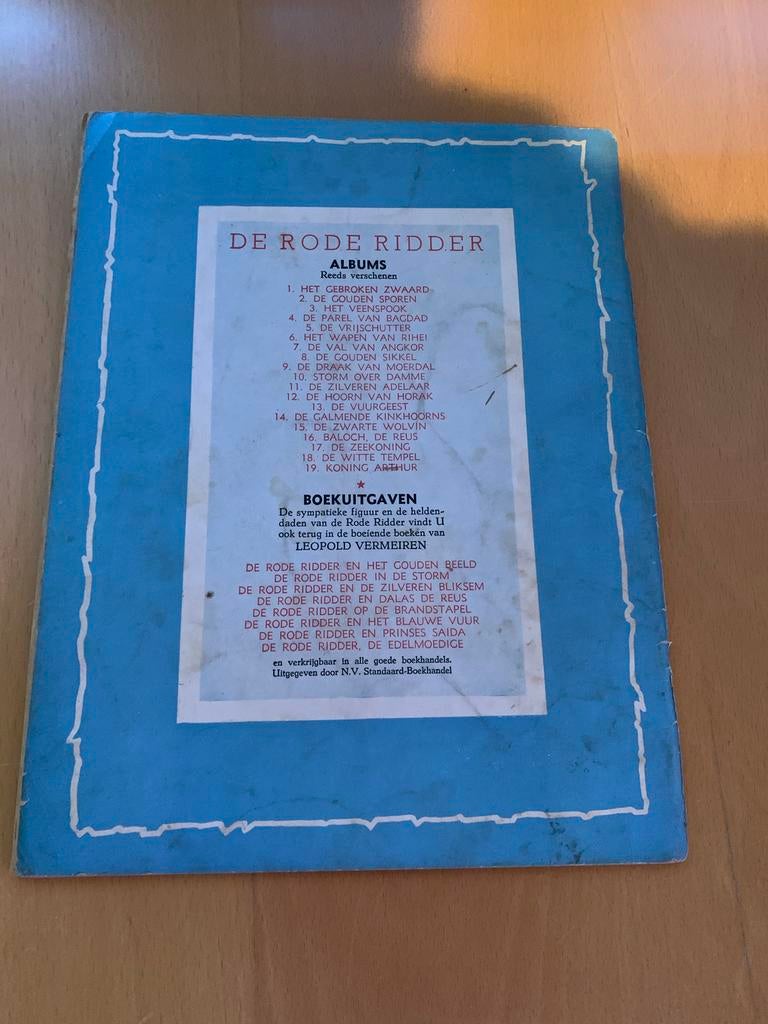 DE RODE RIDDER
ALBUMS
Reeds verschenen
1. HET GEBROKEN ZWAARD
2. DE GOUDEN SPOREN
3. HET VEENSPOOK
4. DE PAREL VAN BAGDAD
5. DE VRIJSCHUTTER
6. HET WAPEN VAN RIHEI
7. DE VAL VAN ANGKOR
8. DE GOUDEN SIKKEL
9. DE DRAAK VAN MOERDAL
10. STORM OVER DAMME
11. DE ZILVEREN ADELAAR
12. DE HOORN VAN HORAK
13. DE VUURGEEST
14. DE GALMENDE KINKHOORNS
15. DE ZWARTE WOLVIN
16. BALOCH, DE REUS
17. DE ZEEKONING
18. DE WITTE TEMPEL
19. KONING ARTHUR
BOEKUITGAVEN
De sympatieke figuur en de helden-
daden van de Rode Ridder vindt U
ook terug in de boeiende boeken van
LEOPOLD VERMEIREN
DE RODE RIDDER EN HET GOUDEN BEELD
DE RODE RIDDER IN DE STORM
DE RODE RIDDER EN DE ZILVEREN BLIKSEM
DE RODE RIDDER EN DALAS DE REUS
DE RODE RIDDER OP DE BRANDSTAPEL
DE RODE RIDDER EN HET BLAUWE VUUR
DE RODE RIDDER EN PRINSES SAIDA
DE RODE RIDDER, DE EDELMOEDIGE
en verkrijgbaar in alle goede boekhandels.
Uitgegeven door N.V. Standaard-Boekhandel